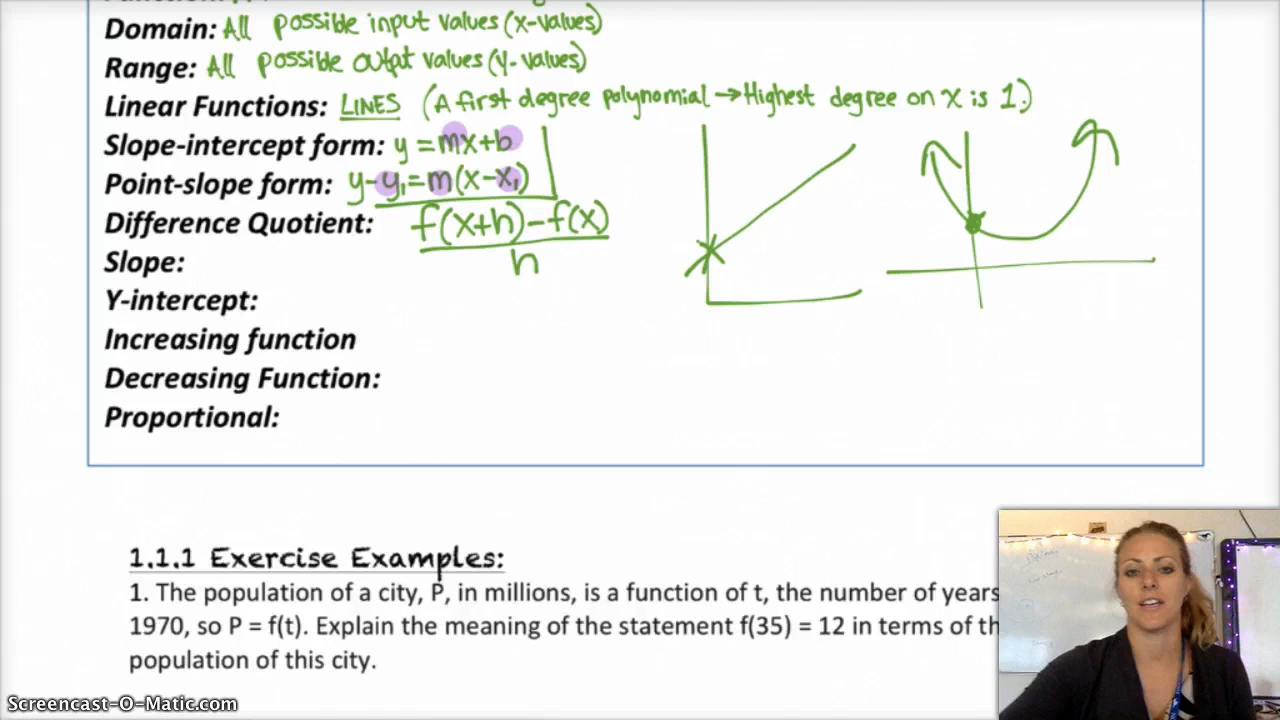 Domain: All possible input values (x-values)
Range: All possible output values (y-values)
Linear Functions: LINES (A first degree polynomial →Highest degree on x is 1.)
Slope-intercept form: y = mx+b
Point-slope form: y-y₁=m(x-x₁)
Difference Quotient: f(x+h)-f(x)
Slope: h
Y-intercept:
Increasing function
Decreasing Function:
Proportional:
1.1.1 Exercise Examples:
1. The population of a city, P, in millions, is a function of t, the number of years
1970, so P = f(t). Explain the meaning of the statement f(35) = 12 in terms of th
population of this city.
Screencast-O-Matic.com